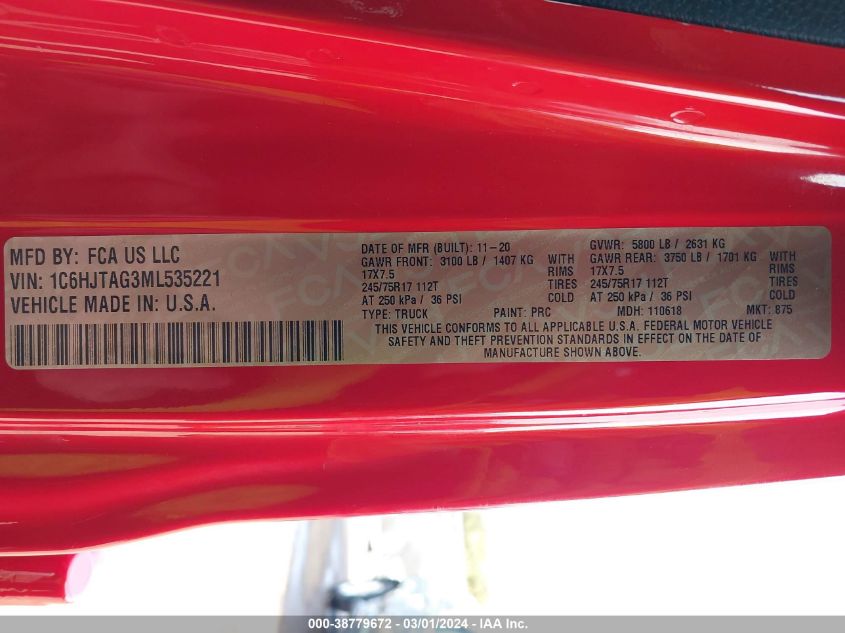 MFD BY: FCA US LLC
VIN: 1C6HJTAG3ML535221
VEHICLE MADE IN: U.S.A.
DATE OF MFR (BUILT): 11-20
GAWR FRONT: 3100 LB / 1407 KG WITH
17X7.5 RIMS
245/75R17 112T TIRES
AT 250 kPa / 36 PSI COLD
TYPE: TRUCK PAINT: PRC
GVWR: 5800 LB / 2631 KG
GAWR REAR: 3750 LB / 1701 KG WITH
17X7.5 RIMS
245/75R17 112T TIRES
AT 250 kPa / 36 PSI COLD
MDH: 110618 MKT: 875
THIS VEHICLE CONFORMS TO ALL APPLICABLE U.S.A. FEDERAL MOTOR VEHICLE
SAFETY AND THEFT PREVENTION STANDARDS IN EFFECT ON THE DATE OF
MANUFACTURE SHOWN ABOVE.
000-38779672 - 03/01/2024 - IAA Inc.